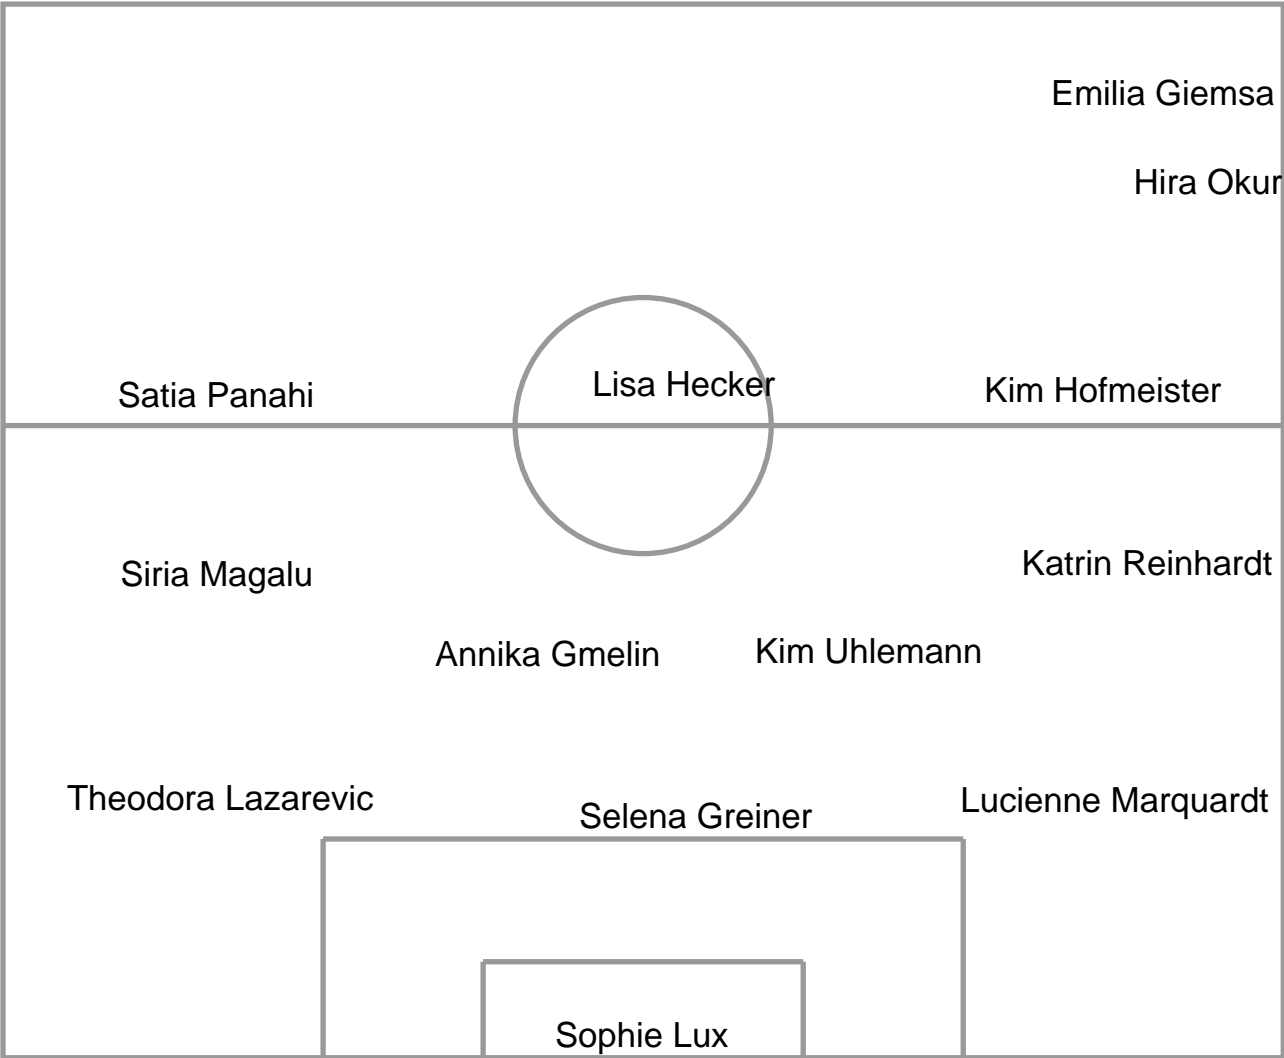 Emilia Giemsa
Hira Okur
Satia Panahi
Lisa Hecker
Kim Hofmeister
Siria Magalu
Katrin Reinhardt
Annika Gmelin
Kim Uhlemann
Theodora Lazarevic
Selena Greiner
Lucienne Marquardt
Sophie Lux